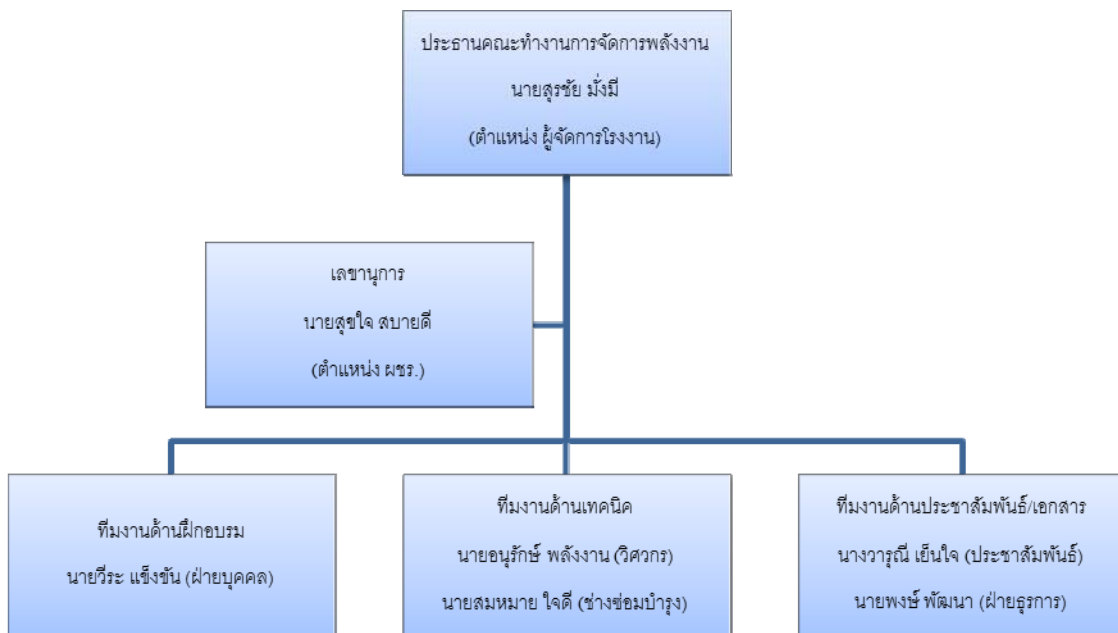 ประธานคณะทำงานการจัดการพลังงาน
นายสุรชัย มั่งมี
(ตำแหน่ง ผู้จัดการโรงงาน)
เลขานุการ
นายสุขใจ สบายดี
(ตำแหน่ง ผชร.)
ทีมงานด้านฝึกอบรม
นายวีระ แข็งขัน (ฝ่ายบุคคล)
ทีมงานด้านเทคนิค
นายอนุรักษ์ พลังงาน (วิศวกร)
นายสมหมาย ใจดี (ช่างซ่อมบำรุง)
ทีมงานด้านประชาสัมพันธ์/เอกสาร
นางวารุณี เย็นใจ (ประชาสัมพันธ์)
นายพงษ์ พัฒนา (ฝ่ายธุรการ)